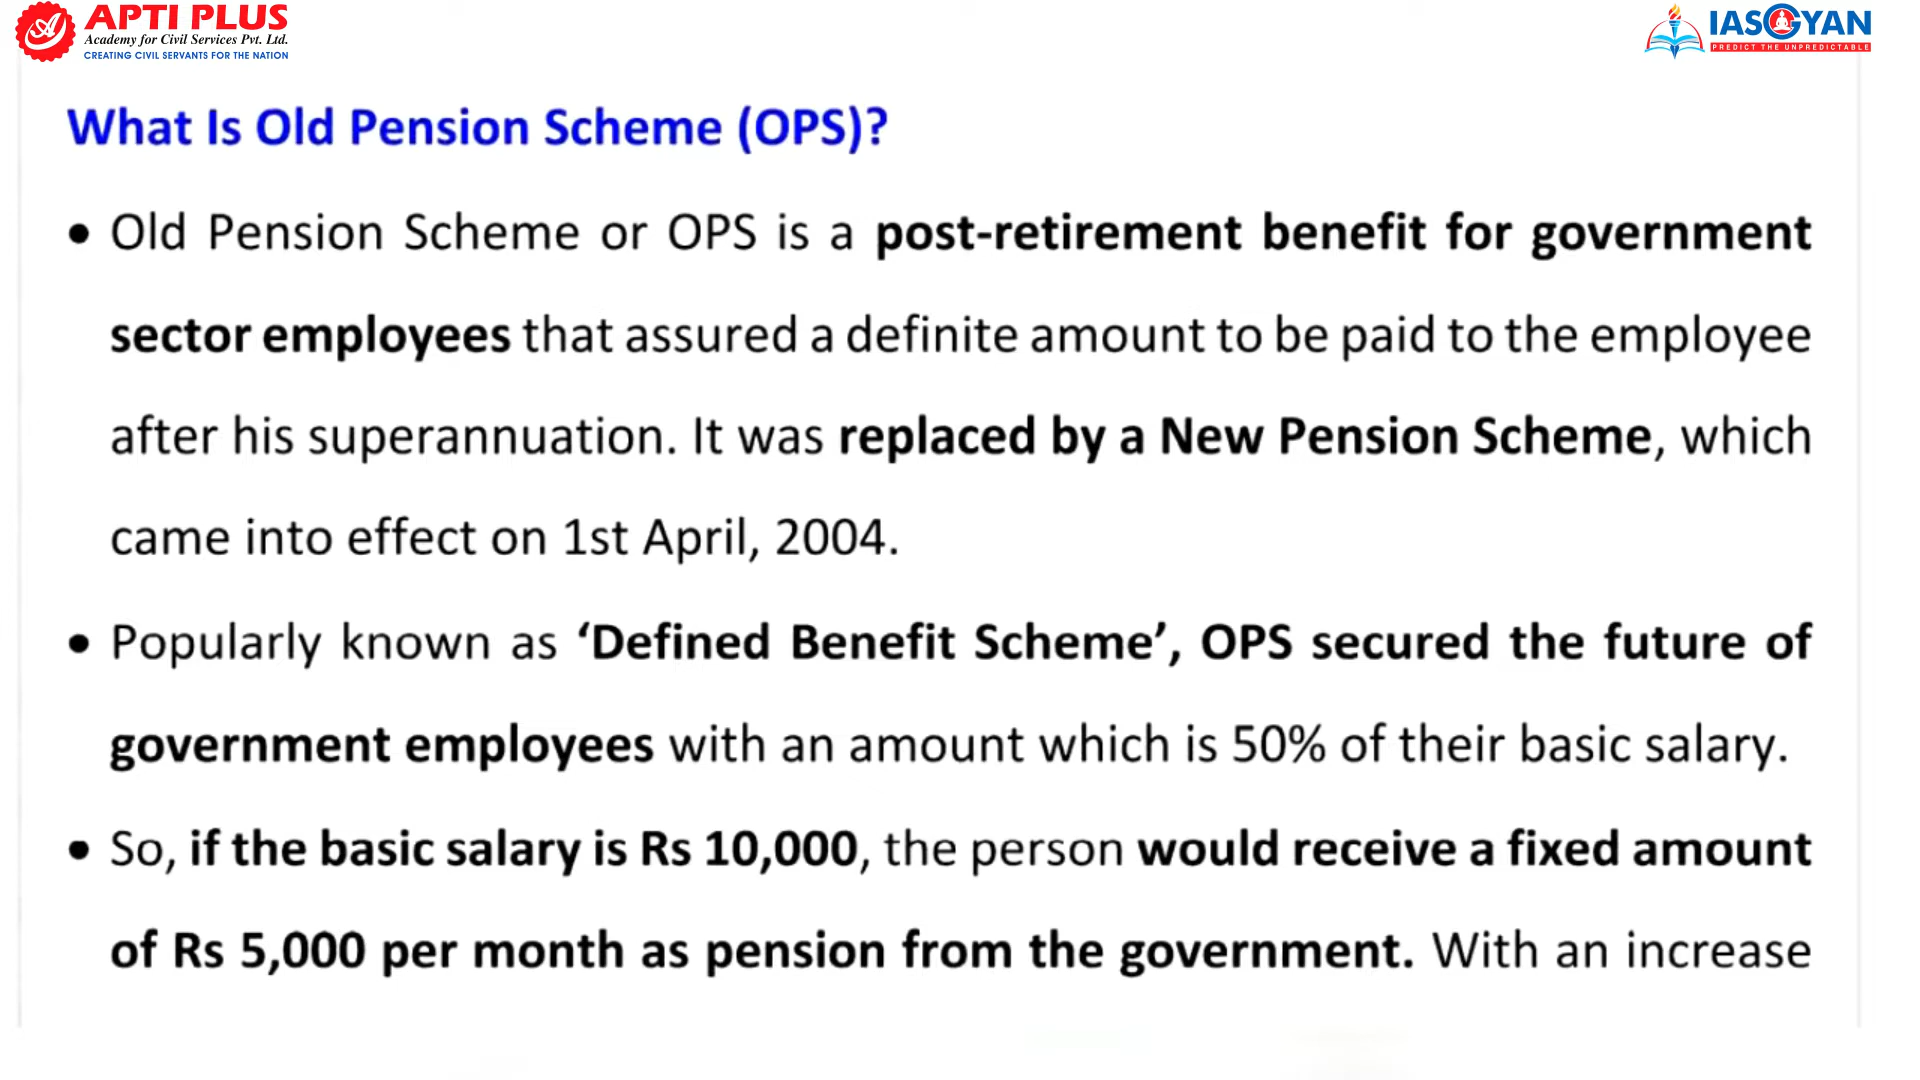 APTI PLUS
Academy for Civil Services Pvt. Ltd.
CREATING CIVIL SERVANTS FOR THE NATION
IASGYAN
PREDICT THE UNPREDICTABLE
What Is Old Pension Scheme (OPS)?
• Old Pension Scheme or OPS is a post-retirement benefit for government
sector employees that assured a definite amount to be paid to the employee
after his superannuation. It was replaced by a New Pension Scheme, which
came into effect on 1st April, 2004.
• Popularly known as ‘Defined Benefit Scheme’, OPS secured the future of
government employees with an amount which is 50% of their basic salary.
• So, if the basic salary is Rs 10,000, the person would receive a fixed amount
of Rs 5,000 per month as pension from the government. With an increase